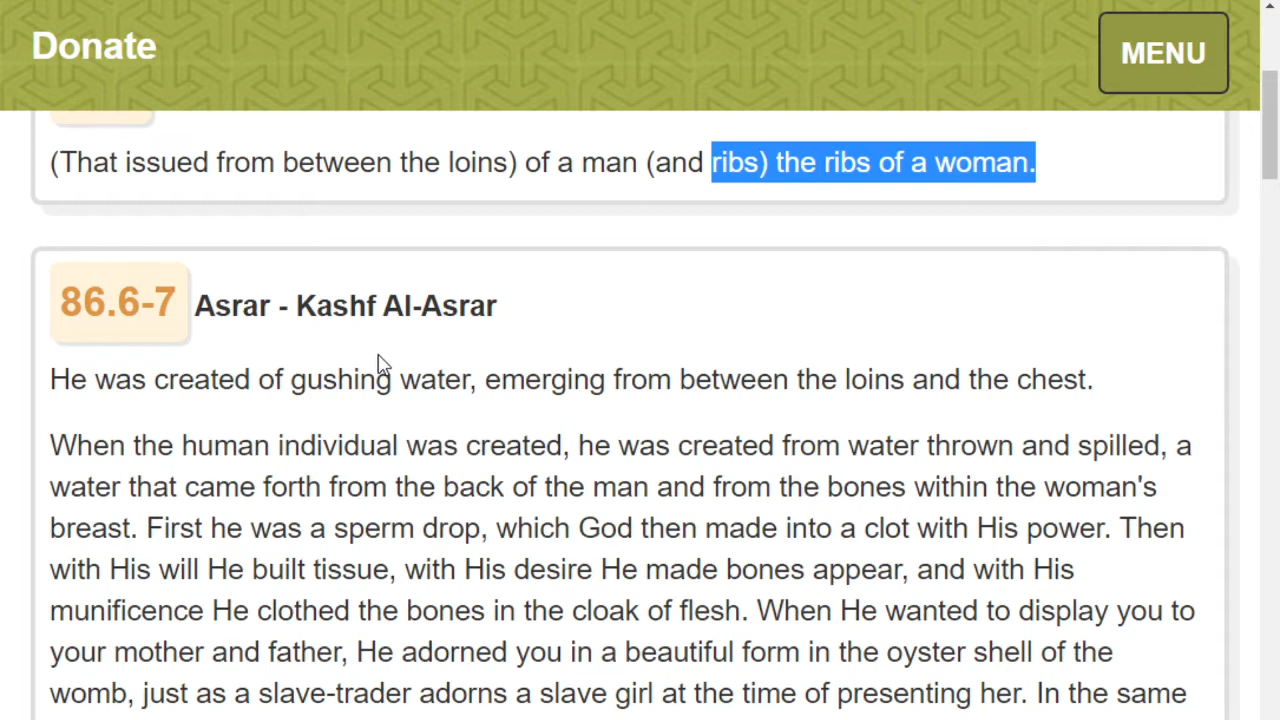 Donate
MENU
(That issued from between the loins) of a man (and ribs) the ribs of a woman.
86.6-7 Asrar - Kashf Al-Asrar
He was created of gushing water, emerging from between the loins and the chest.
When the human individual was created, he was created from water thrown and spilled, a
water that came forth from the back of the man and from the bones within the woman's
breast. First he was a sperm drop, which God then made into a clot with His power. Then
with His will He built tissue, with His desire He made bones appear, and with His
munificence He clothed the bones in the cloak of flesh. When He wanted to display you to
your mother and father, He adorned you in a beautiful form in the oyster shell of the
womb, just as a slave-trader adorns a slave girl at the time of presenting her. In the same